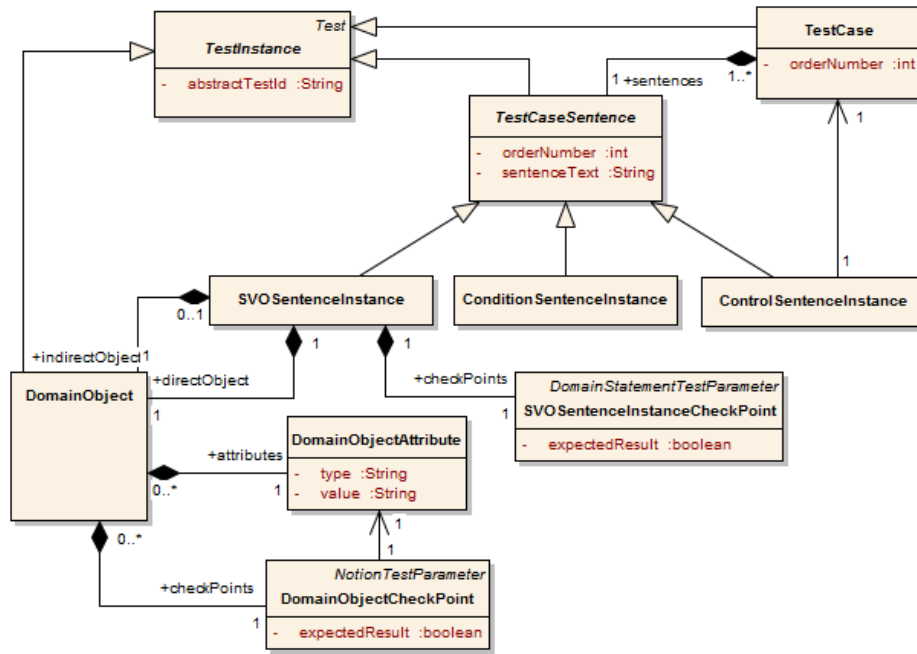 Test
TestInstance
- abstractTestId :String
TestCase
- orderNumber :int
1 +sentences
1..*
TestCaseSentence
- orderNumber :int
- sentenceText :String
1
1
SVOSentenceInstance
ConditionSentenceInstance
ControlSentenceInstance
0..1
1
1
+indirectObject
1
+directObject
1
+checkPoints
1
DomainObject
DomainStatementTestParameter
SVOSentenceInstanceCheckPoint
- expectedResult :boolean
+attributes
0..*
1
DomainObjectAttribute
- type :String
- value :String
0..*
1
1
+checkPoints
1
NotionTestParameter
DomainObjectCheckPoint
- expectedResult :boolean